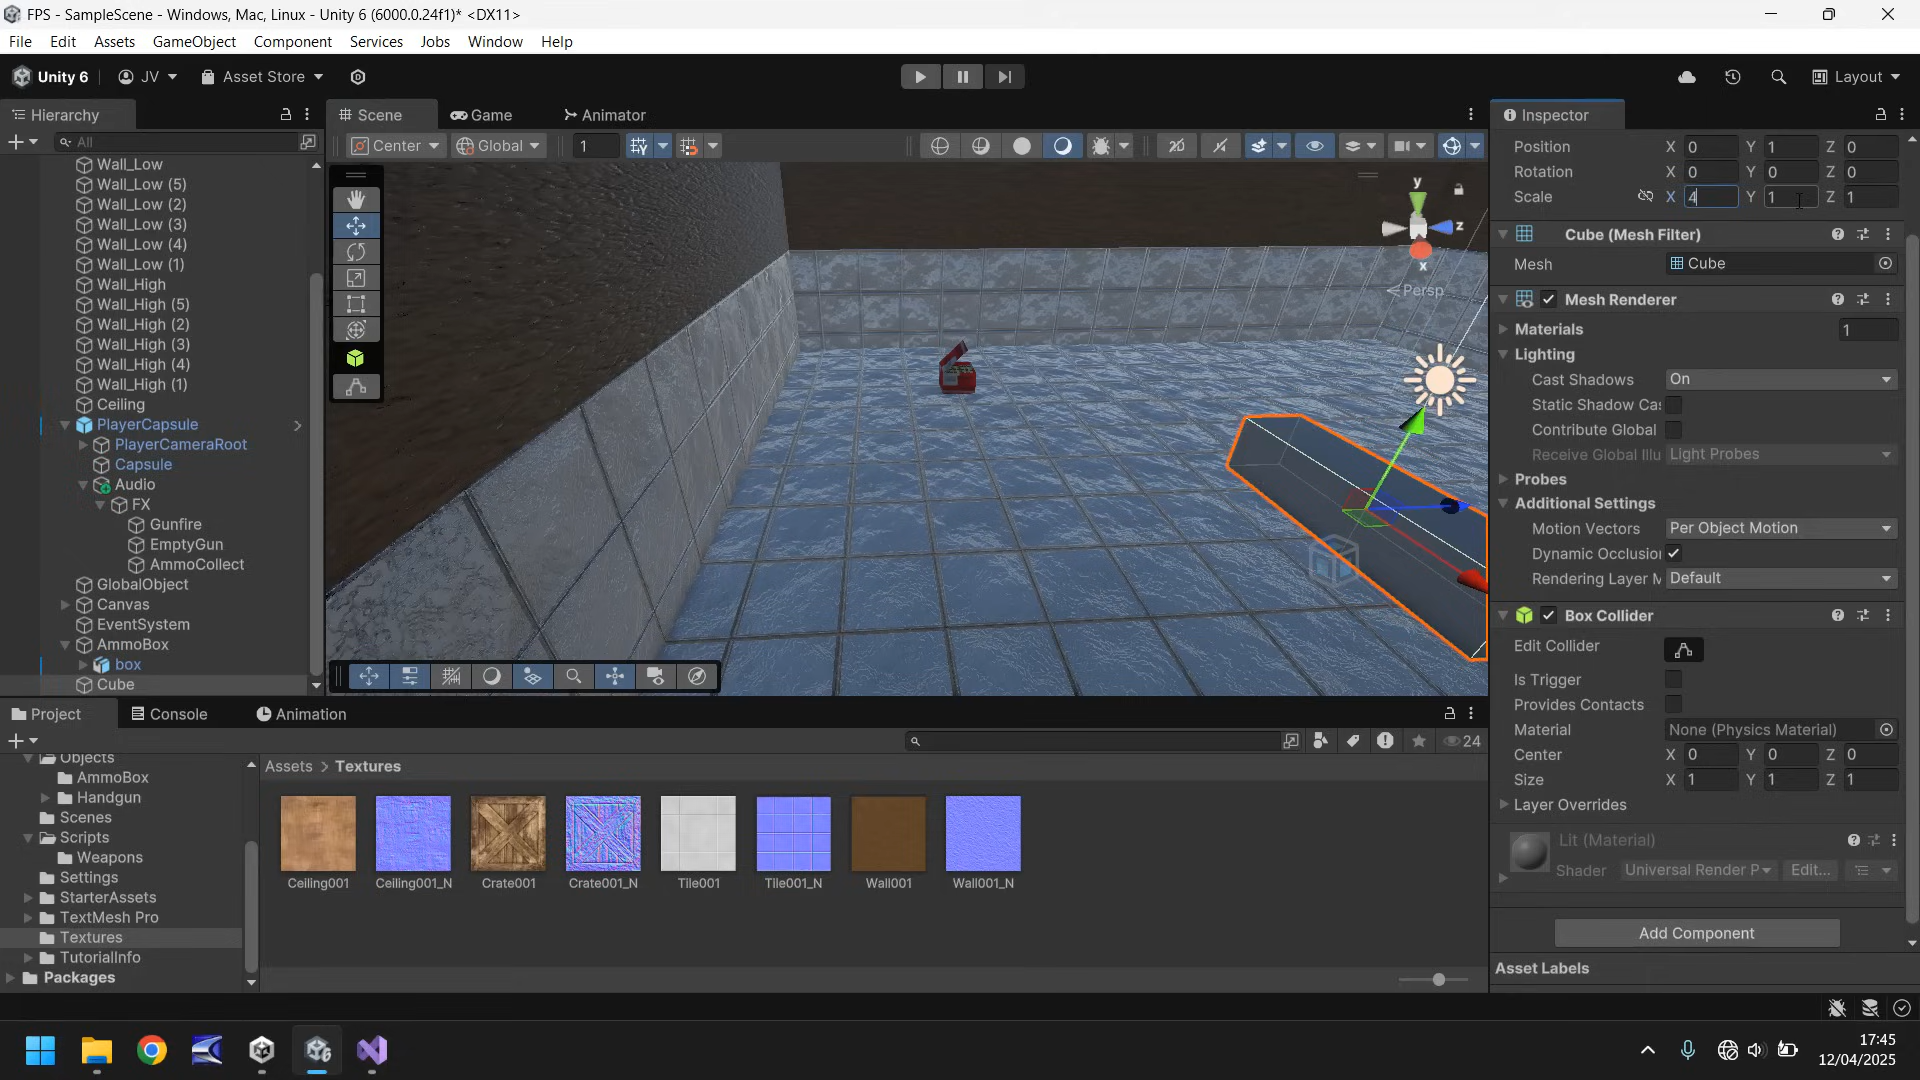 FPS - SampleScene - Windows, Mac, Linux - Unity 6 (6000.0.24f1)* <DX11>
File Edit Assets GameObject Component Services Jobs Window Help
Unity 6 JV Asset Store Layout
Hierarchy Scene Game Animator Inspector
All Center Global 1 2D
Position X 0 Y 1 Z 0
Rotation X 0 Y 0 Z 0
Scale X 4 Y 1 Z 1
Wall_Low
Wall_Low (5)
Wall_Low (2)
Wall_Low (3)
Wall_Low (4)
Wall_Low (1)
Wall_High
Wall_High (5)
Wall_High (2)
Wall_High (3)
Wall_High (4)
Wall_High (1)
Ceiling
PlayerCapsule
PlayerCameraRoot
Capsule
Audio
FX
Gunfire
EmptyGun
AmmoCollect
GlobalObject
Canvas
EventSystem
AmmoBox
box
Cube
y
z
x
Persp
Cube (Mesh Filter)
Mesh Cube
Mesh Renderer
Materials 1
Lighting
Cast Shadows On
Static Shadow Ca
Contribute Global
Receive Global Illu Light Probes
Probes
Additional Settings
Motion Vectors Per Object Motion
Dynamic Occlusio
Rendering Layer M Default
Box Collider
Edit Collider
Is Trigger
Provides Contacts
Material None (Physics Material)
Center X 0 Y 0 Z 0
Size X 1 Y 1 Z 1
Layer Overrides
Lit (Material)
Shader Universal Render P Edit...
Add Component
Asset Labels
Project Console Animation
24
Objects
AmmoBox
Handgun
Scenes
Scripts
Weapons
Settings
StarterAssets
TextMesh Pro
Textures
TutorialInfo
Packages
Assets > Textures
Ceiling001 Ceiling001_N Crate001 Crate001_N Tile001 Tile001_N Wall001 Wall001_N
17:45
12/04/2025